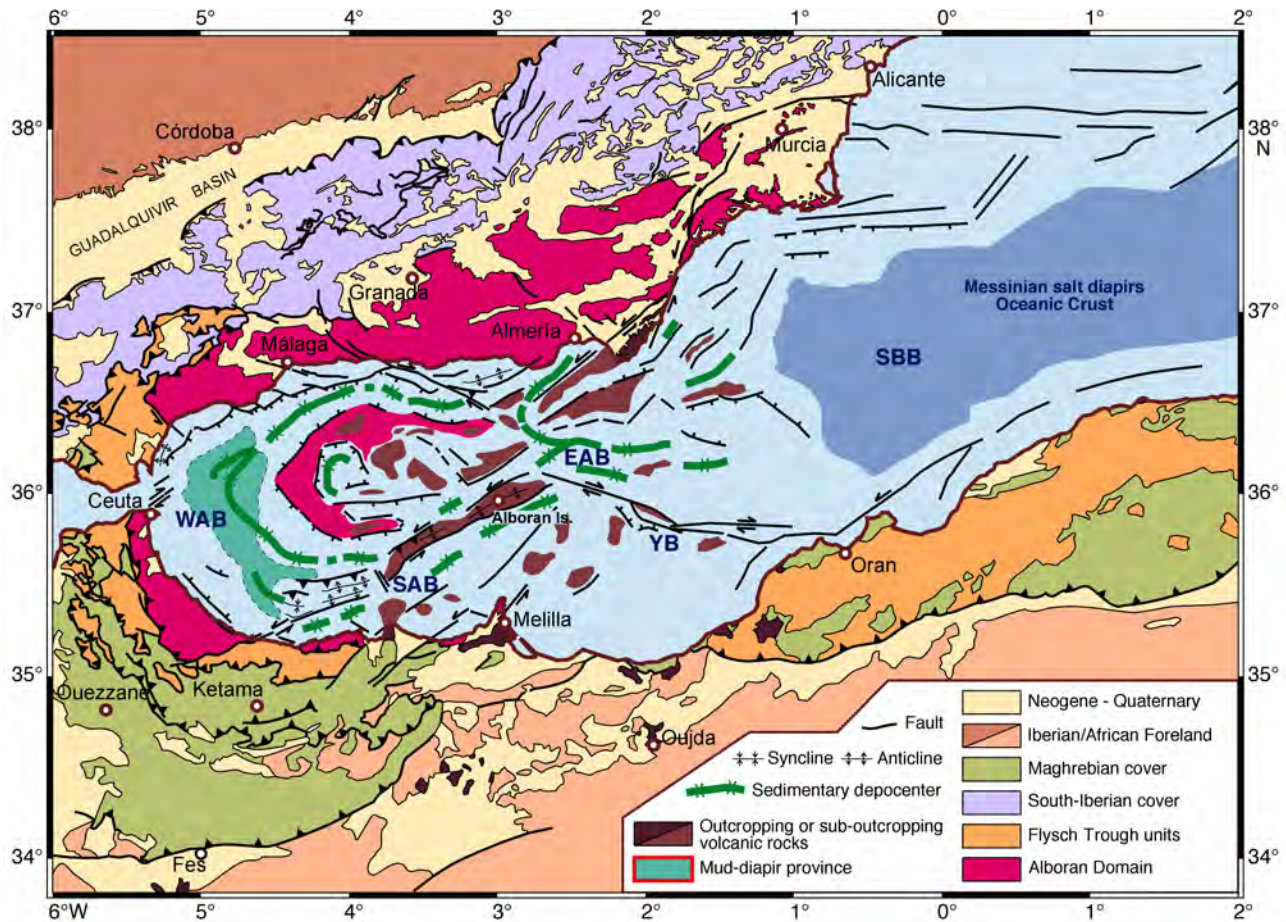 6° 5° 4° 3° 2° 1° 0° 1° 2°
Alicante
38° 38°
N
Córdoba
Murcia
GUADALQUIVIR BASIN
Granada
Messinian salt diapirs
Oceanic Crust
37° 37°
Almería
Málaga
SBB
EAB
36° 36°
Ceuta
WAB
Alboran Is.
YB
Oran
SAB
Melilla
35° 35°
Ouezzane
Ketama
Oujda
34° 34°
Fes
Fault
Syncline Anticline
Sedimentary depocenter
Outcropping or sub-outcropping
volcanic rocks
Mud-diapir province
Neogene - Quaternary
Iberian/African Foreland
Maghrebian cover
South-Iberian cover
Flysch Trough units
Alboran Domain
6°W 5° 4° 3° 2° 1° 0° 1° 2°